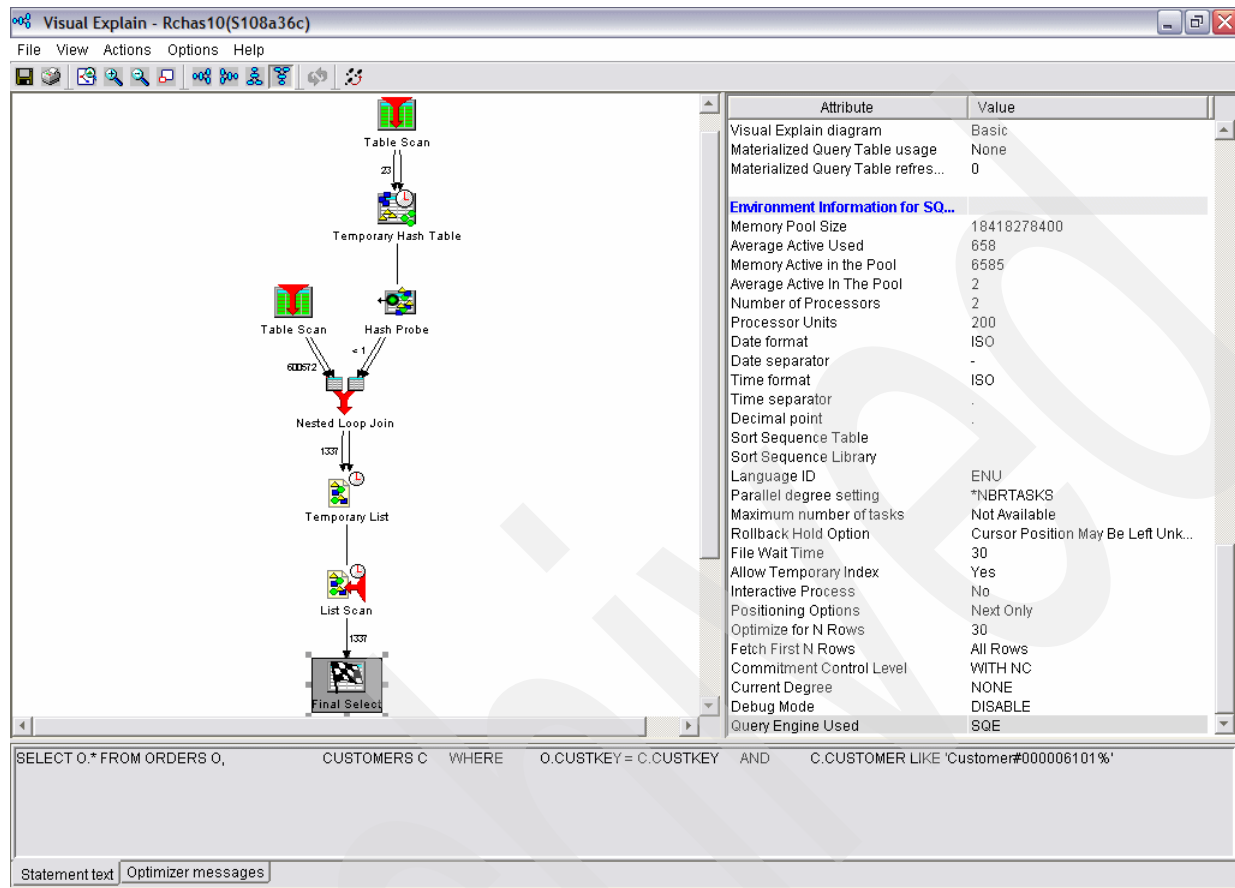 Visual Explain - Rchas10(S108a36c)
File View Actions Options Help
Table Scan
23
Temporary Hash Table
Table Scan
Hash Probe
< 1
600572
Nested Loop Join
1337
Temporary List
List Scan
1337
Final Select
Attribute Value
Visual Explain diagram Basic
Materialized Query Table usage None
Materialized Query Table refres... 0
Environment Information for SQ...
Memory Pool Size 18418278400
Average Active Used 658
Memory Active in the Pool 6585
Average Active In The Pool 2
Number of Processors 2
Processor Units 200
Date format ISO
Date separator -
Time format ISO
Time separator .
Decimal point .
Sort Sequence Table
Sort Sequence Library
Language ID ENU
Parallel degree setting *NBRTASKS
Maximum number of tasks Not Available
Rollback Hold Option Cursor Position May Be Left Unk...
File Wait Time 30
Allow Temporary Index Yes
Interactive Process No
Positioning Options Next Only
Optimize for N Rows 30
Fetch First N Rows All Rows
Commitment Control Level WITH NC
Current Degree NONE
Debug Mode DISABLE
Query Engine Used SQE
SELECT O.* FROM ORDERS O, CUSTOMERS C WHERE O.CUSTKEY = C.CUSTKEY AND C.CUSTOMER LIKE 'Customer#000006101%'
Statement text Optimizer messages